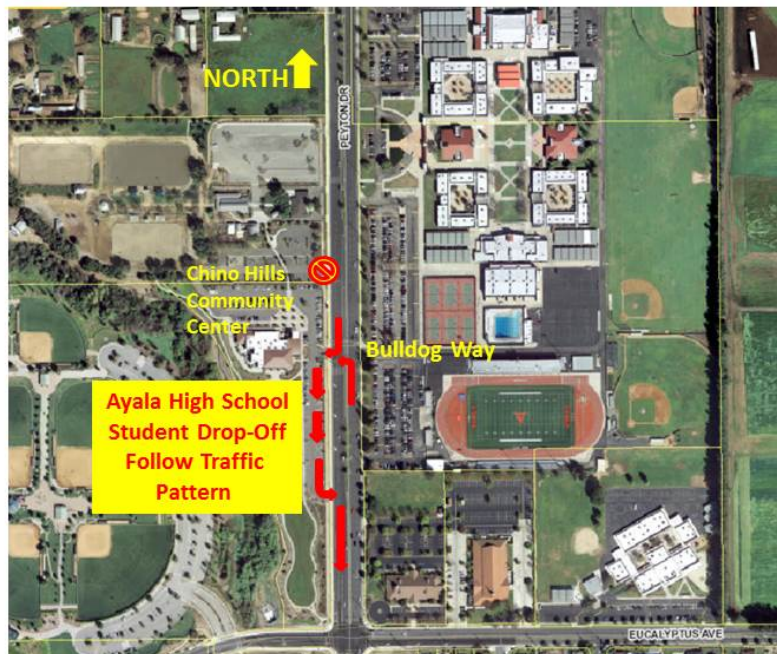 NORTH
PEYTON DR
Chino Hills
Community
Center
Bulldog Way
Ayala High School
Student Drop-Off
Follow Traffic
Pattern
EUCALYPTUS AVE